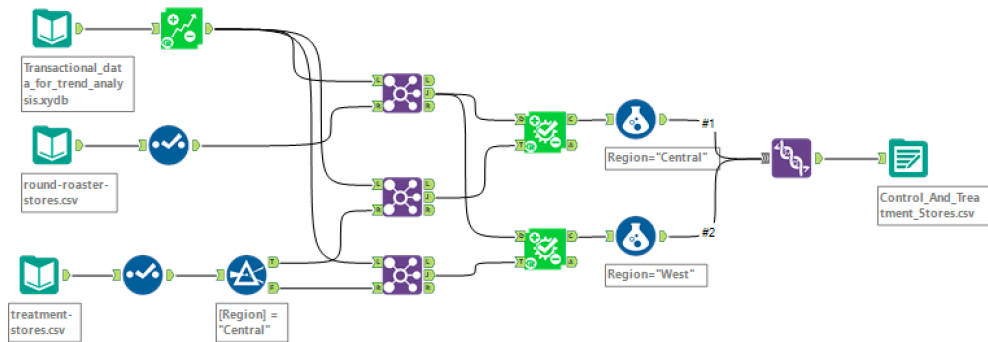 Transactional_dat
a_for_trend_analy
sis.xydb
round-roaster-
stores.csv
treatment-
stores.csv
[Region] =
"Central"
T
F
L
J
R
L
R
L
J
R
L
R
L
J
R
L
R
D
T
C
A
D
T
C
A
Region="Central"
Region="West"
#1
#2
Control_And_Trea
tment_Stores.csv